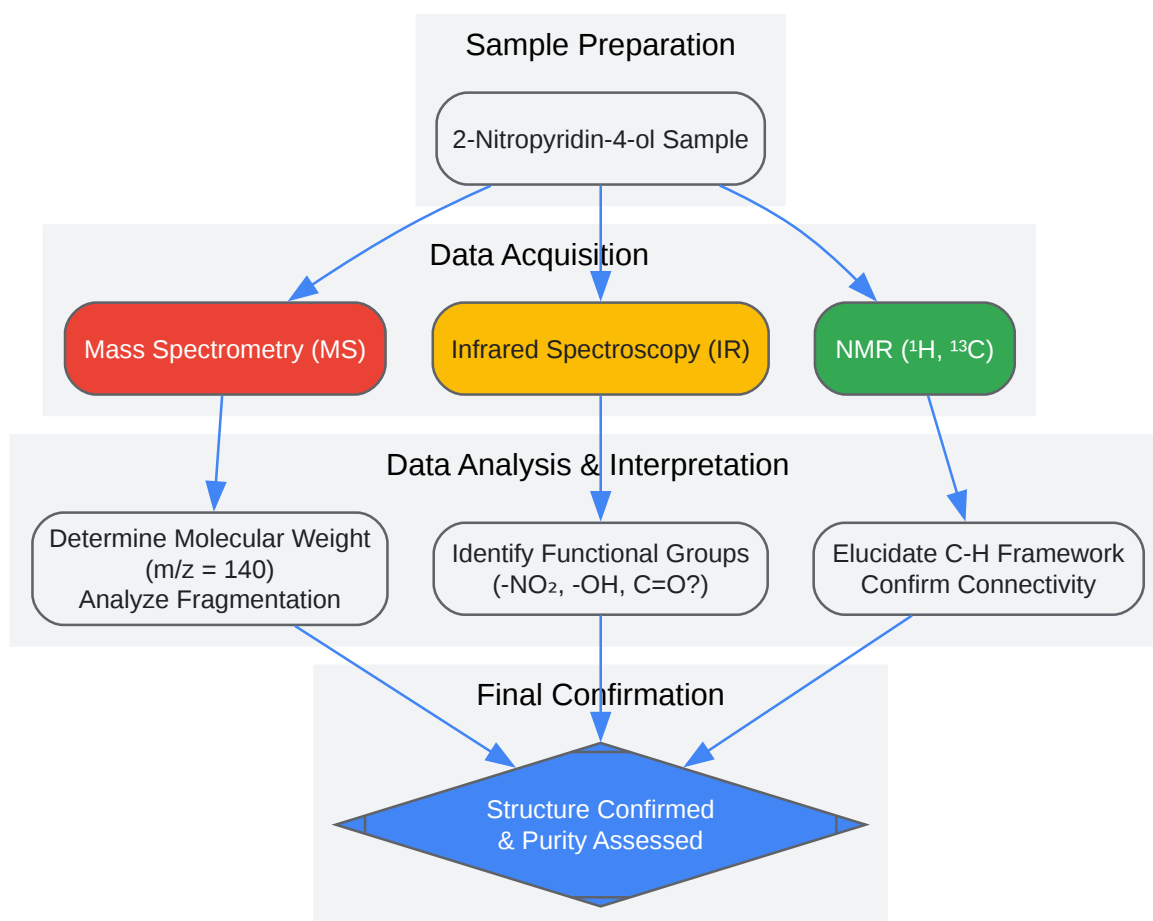 Sample Preparation
2-Nitropyridin-4-ol Sample
Data Acquisition
Mass Spectrometry (MS)
Infrared Spectroscopy (IR)
NMR (¹H, ¹³C)
Data Analysis & Interpretation
Determine Molecular Weight
(m/z = 140)
Analyze Fragmentation
Identify Functional Groups
(-NO₂, -OH, C=O?)
Elucidate C-H Framework
Confirm Connectivity
Final Confirmation
Structure Confirmed
& Purity Assessed